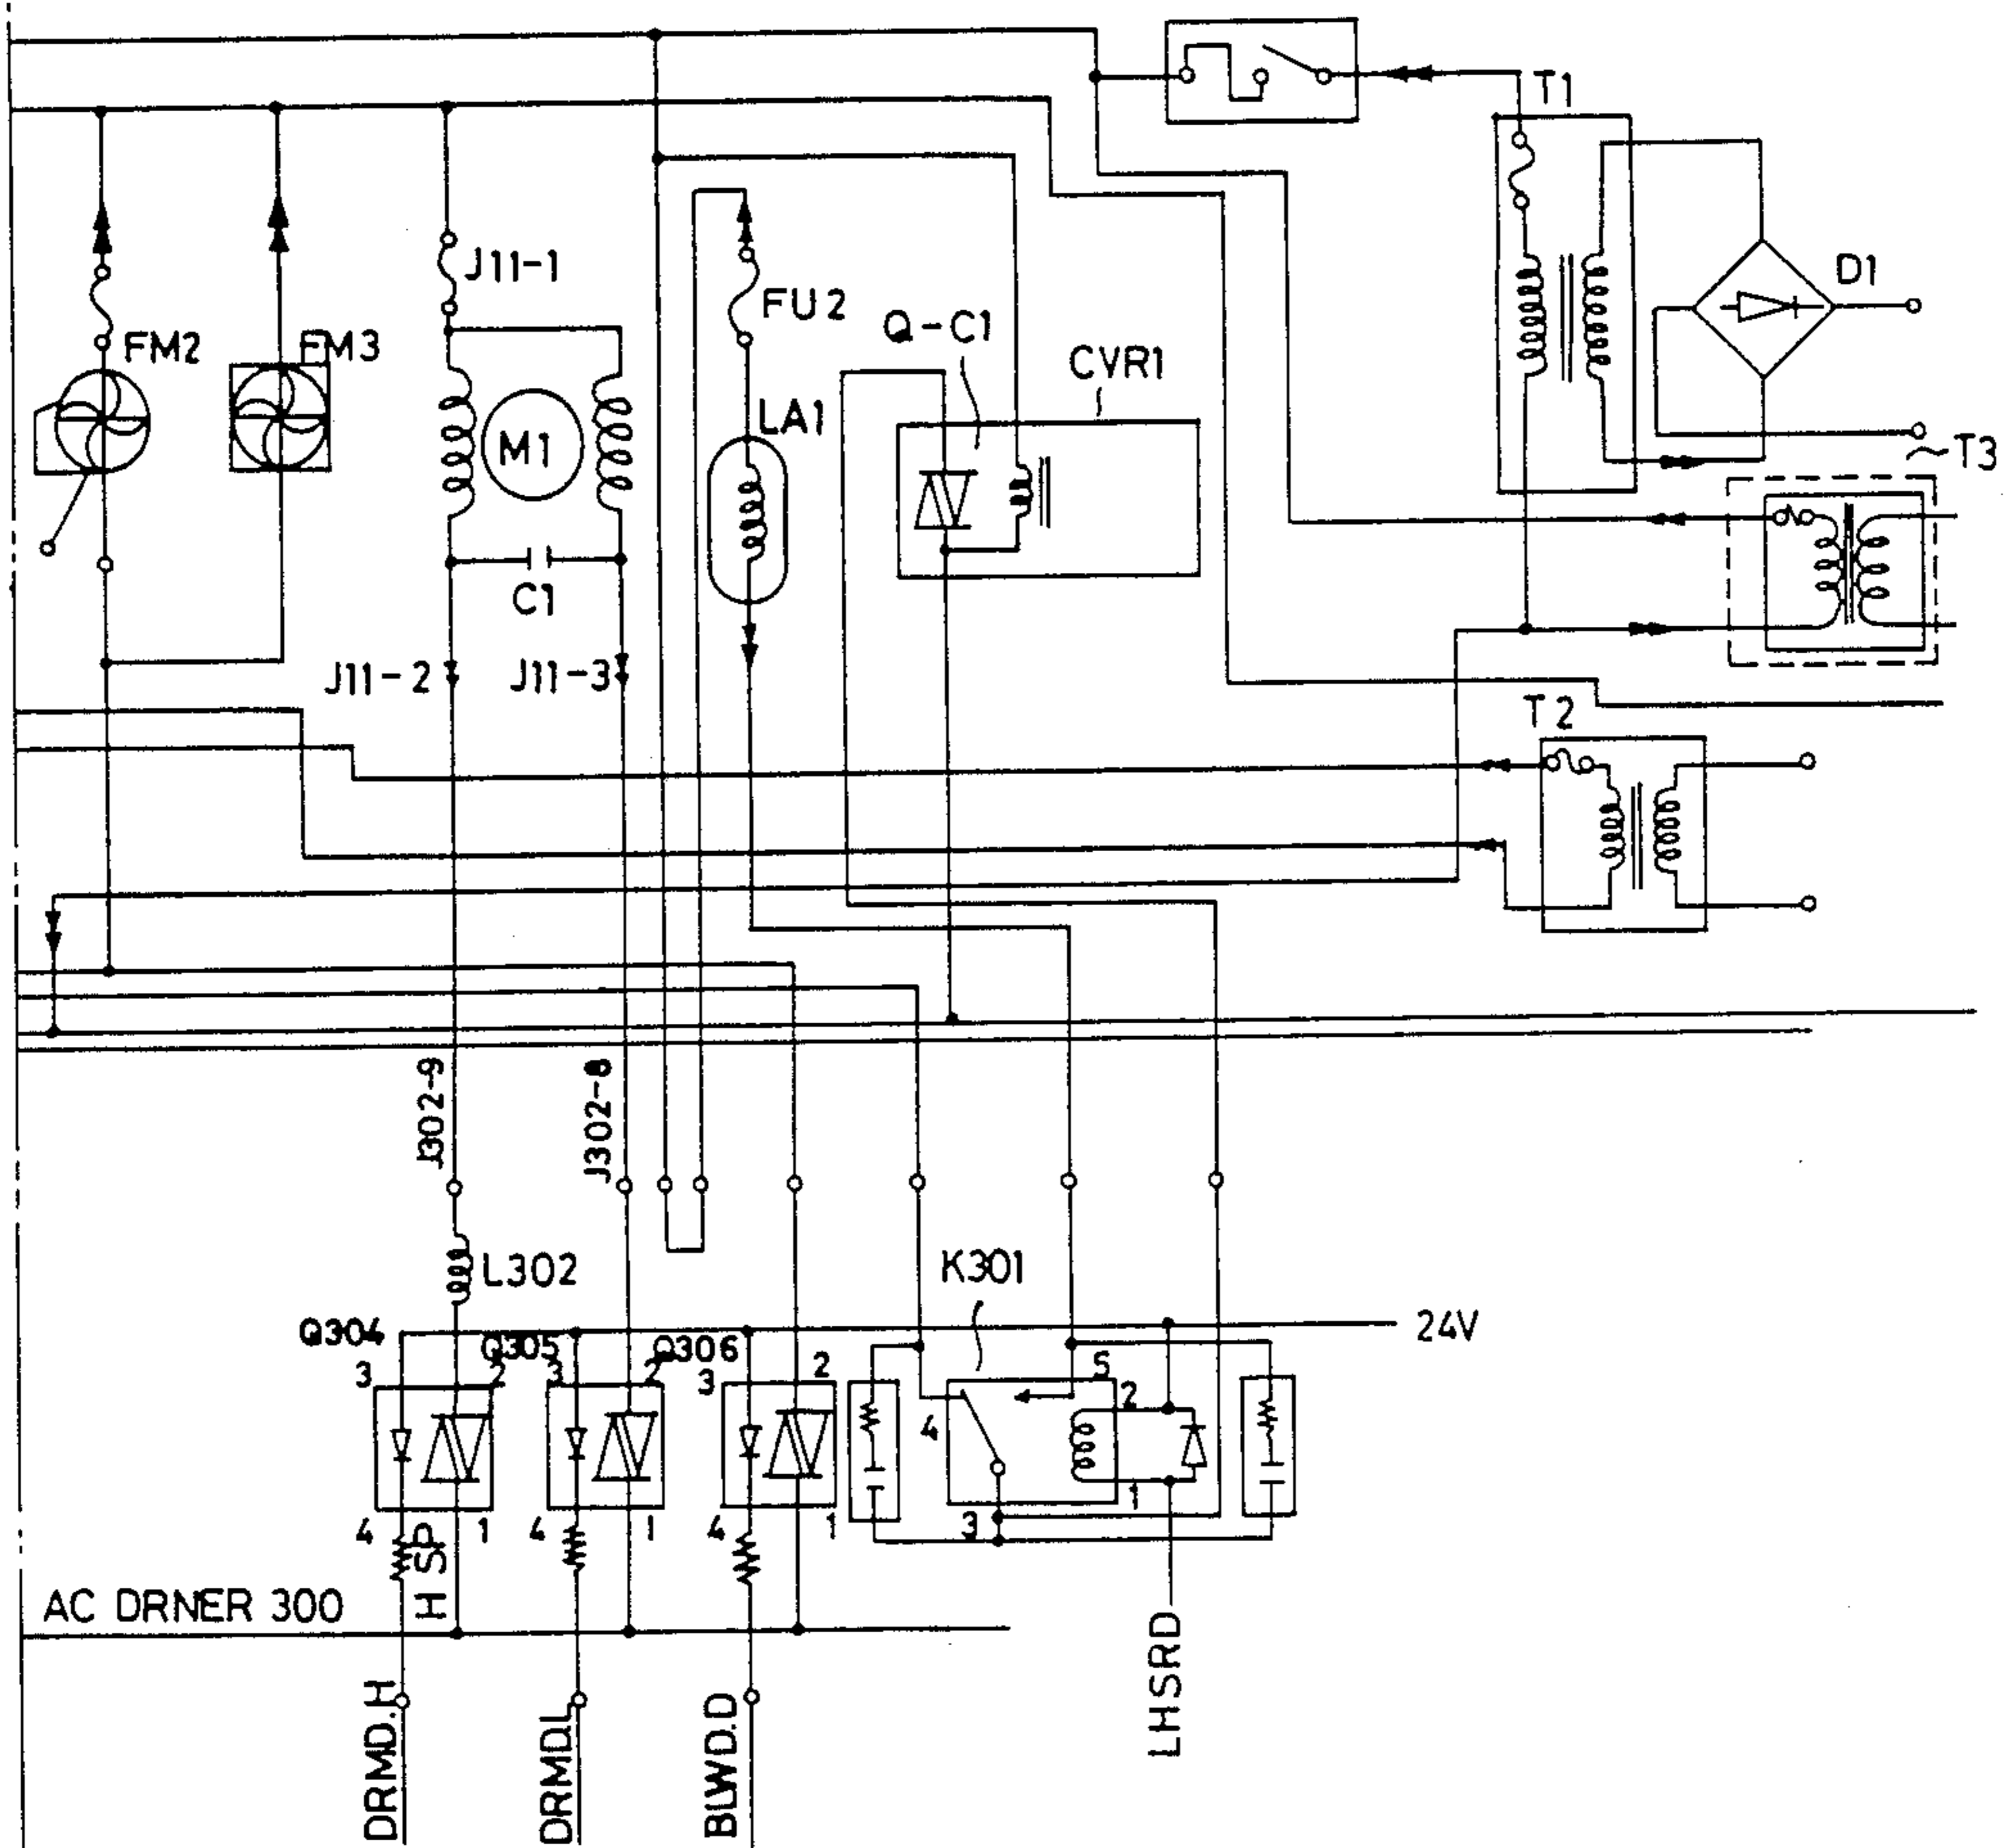 T1
J11-1
D1
FU2
Q-C1
FM2
FM3
CVR1
LA1
M1
T3
C1
J11-2
J11-3
T2
J302-9
J302-8
L302
K301
24V
Q304
Q305
Q306
3
2
3
2
3
2
5
2
4
4
1
4
1
4
1
3
1
H SP
AC DRNER 300
DRMD.H
DRMD.L
BLWD.D
LHSRD